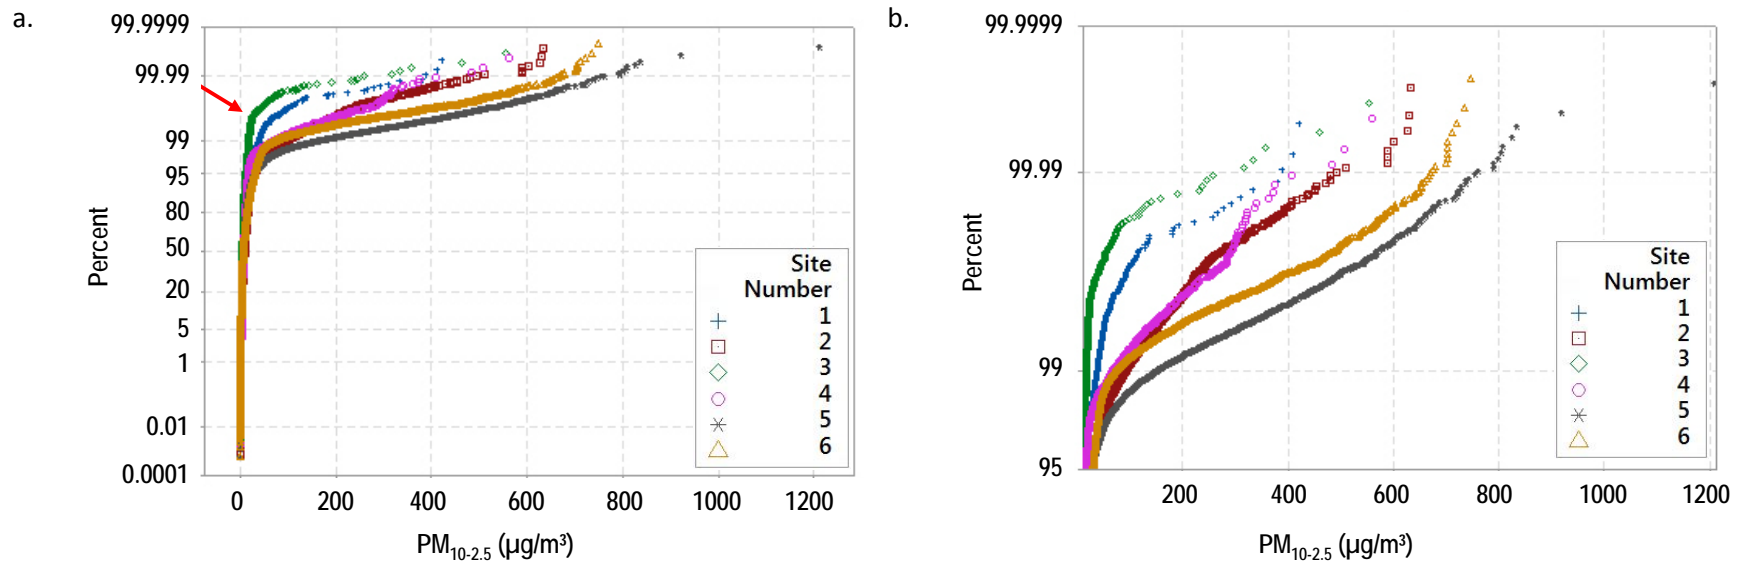 a.
99.9999
99.99
99
95
80
50
20
5
1
0.01
0.0001
Percent
0 200 400 600 800 1000 1200
PM10-2.5 (µg/m³)
Site
Number
1
2
3
4
5
6
b.
99.9999
99.99
99
95
Percent
200 400 600 800 1000 1200
PM10-2.5 (µg/m³)
Site
Number
1
2
3
4
5
6